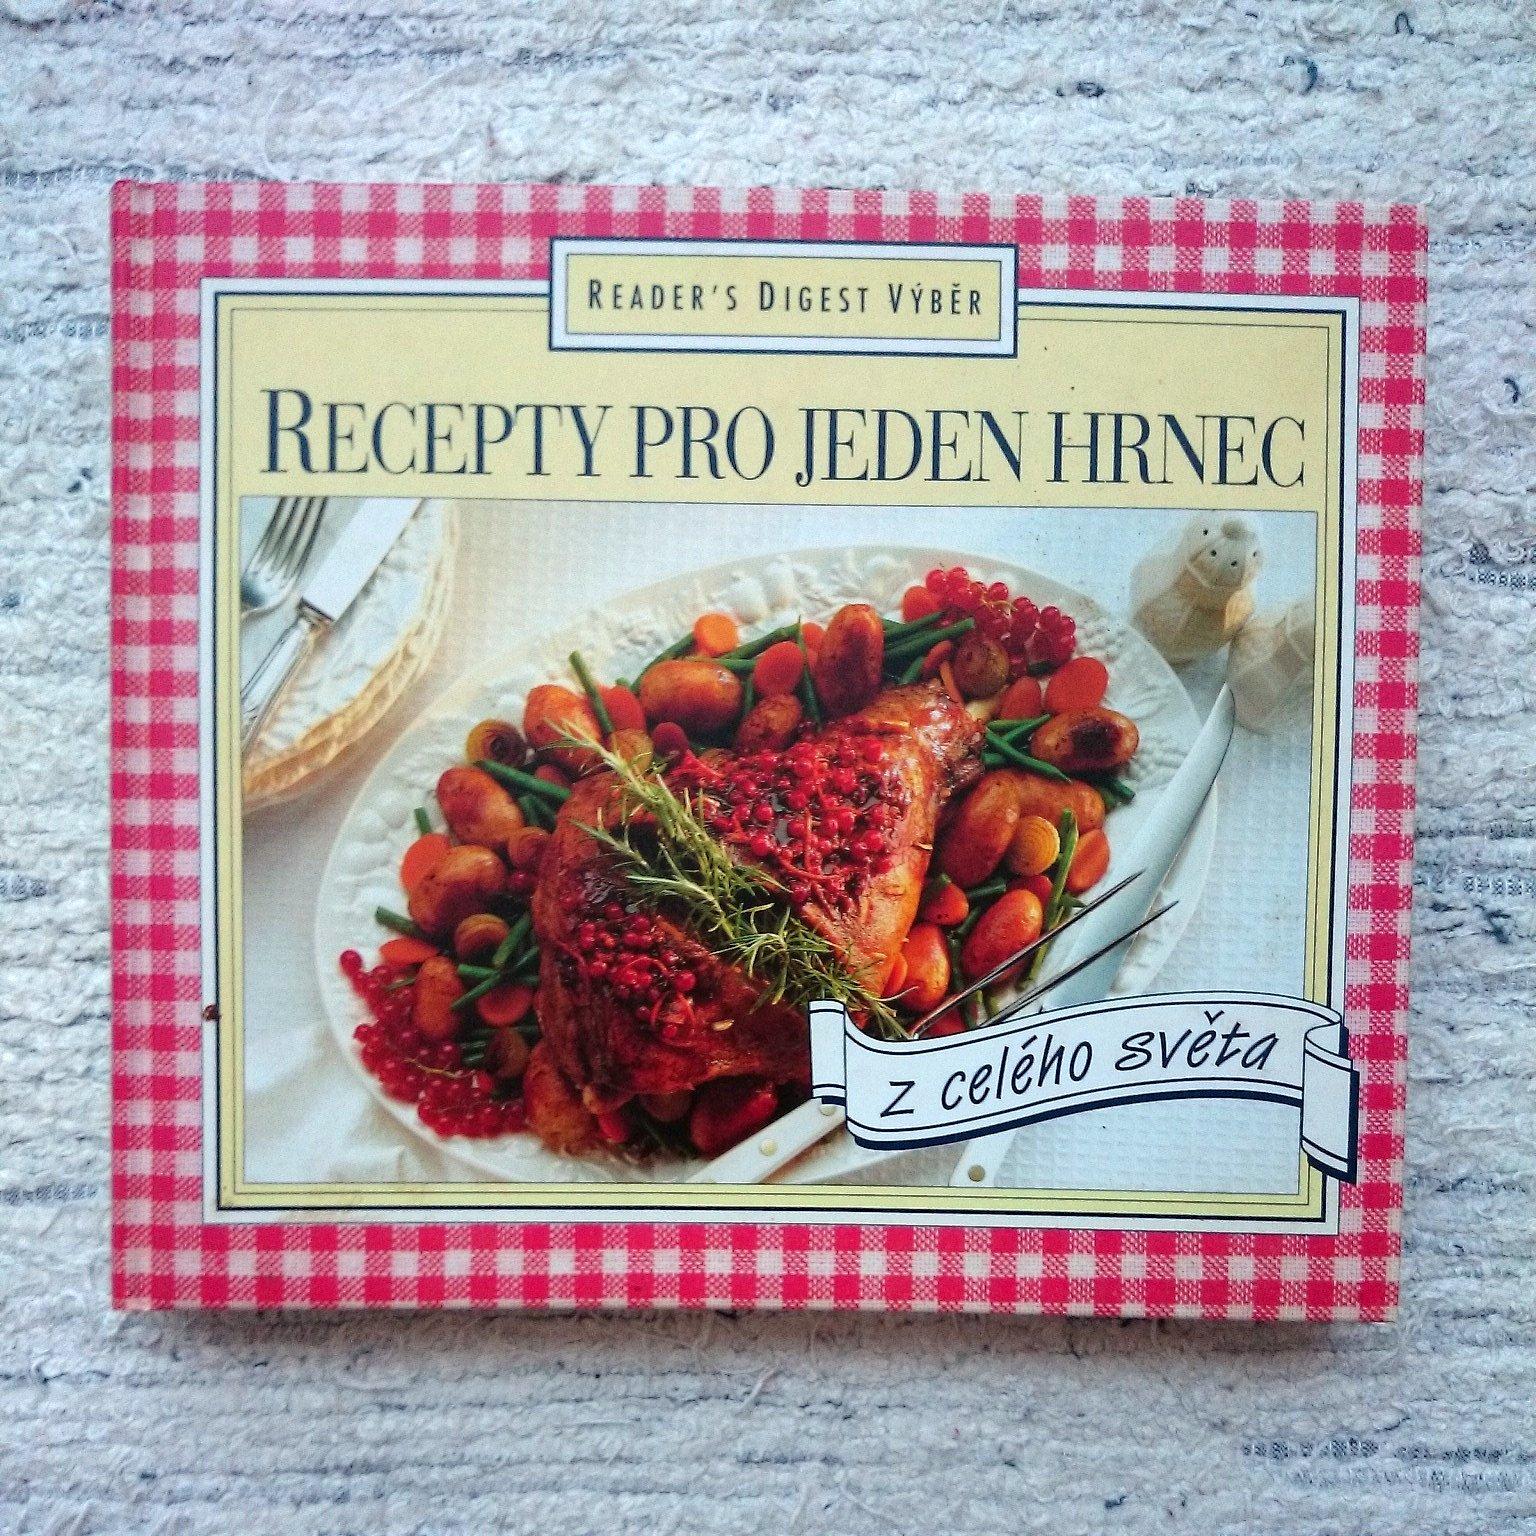 READER'S DIGEST VÝBĚR
RECEPTY PRO JEDEN HRNEC
z celého světa